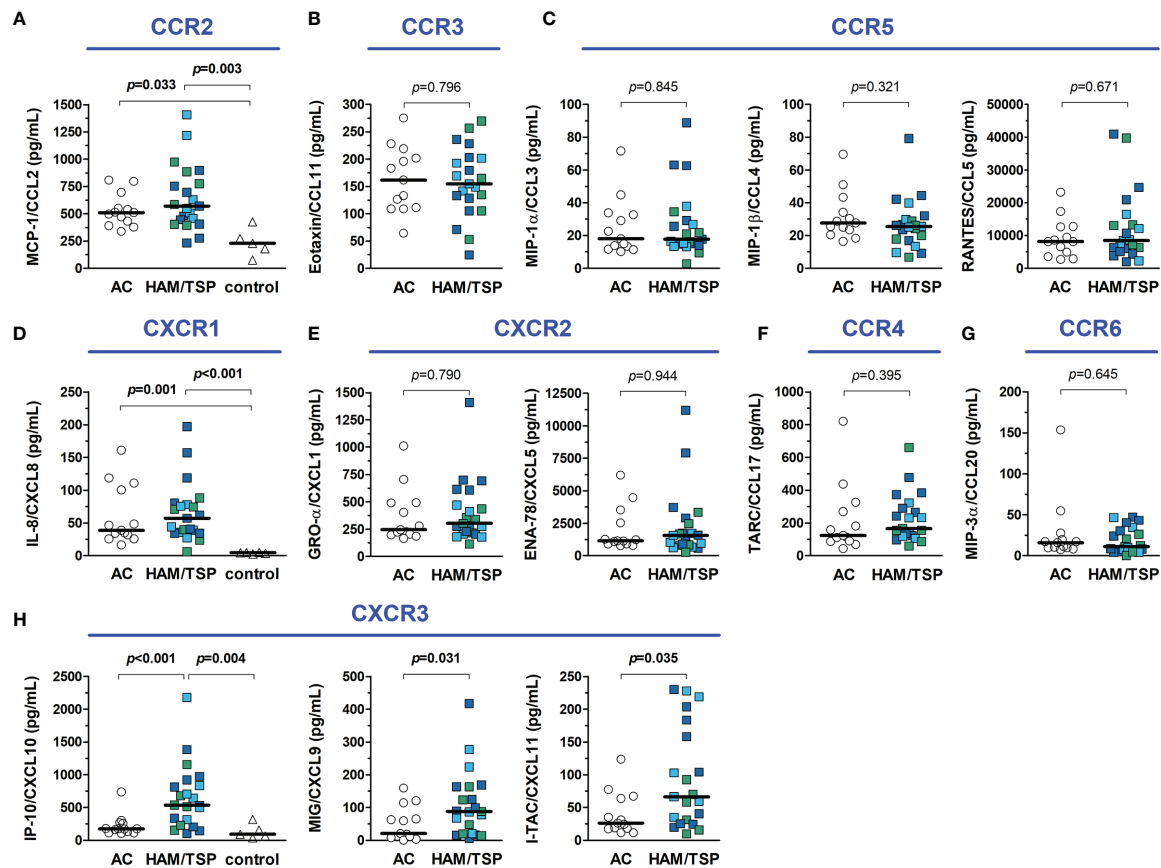 A
CCR2
p=0.003
p=0.033
MCP-1/CCL2 (pg/mL)
1500
1250
1000
750
500
250
0
AC HAM/TSP control
B
CCR3
p=0.796
Eotaxin/CCL11 (pg/mL)
300
250
200
150
100
50
0
AC HAM/TSP
C
CCR5
p=0.845
MIP-1α/CCL3 (pg/mL)
100
80
60
40
20
0
AC HAM/TSP
p=0.321
MIP-1β/CCL4 (pg/mL)
100
80
60
40
20
0
AC HAM/TSP
p=0.671
RANTES/CCL5 (pg/mL)
50000
40000
30000
20000
10000
0
AC HAM/TSP
D
CXCR1
p<0.001
p=0.001
IL-8/CXCL8 (pg/mL)
250
200
150
100
50
0
AC HAM/TSP control
E
CXCR2
p=0.790
GRO-α/CXCL1 (pg/mL)
1500
1250
1000
750
500
250
0
AC HAM/TSP
p=0.944
ENA-78/CXCL5 (pg/mL)
12500
10000
7500
5000
2500
0
AC HAM/TSP
F
CCR4
p=0.395
TARC/CCL17 (pg/mL)
1000
800
600
400
200
0
AC HAM/TSP
G
CCR6
p=0.645
MIP-3α/CCL20 (pg/mL)
200
150
100
50
0
AC HAM/TSP
H
CXCR3
p<0.001 p=0.004
IP-10/CXCL10 (pg/mL)
2500
2000
1500
1000
500
0
AC HAM/TSP control
p=0.031
MIG/CXCL9 (pg/mL)
500
400
300
200
100
0
AC HAM/TSP
p=0.035
I-TAC/CXCL11 (pg/mL)
250
200
150
100
50
0
AC HAM/TSP